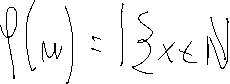 φ(n) = |{x ∈ N